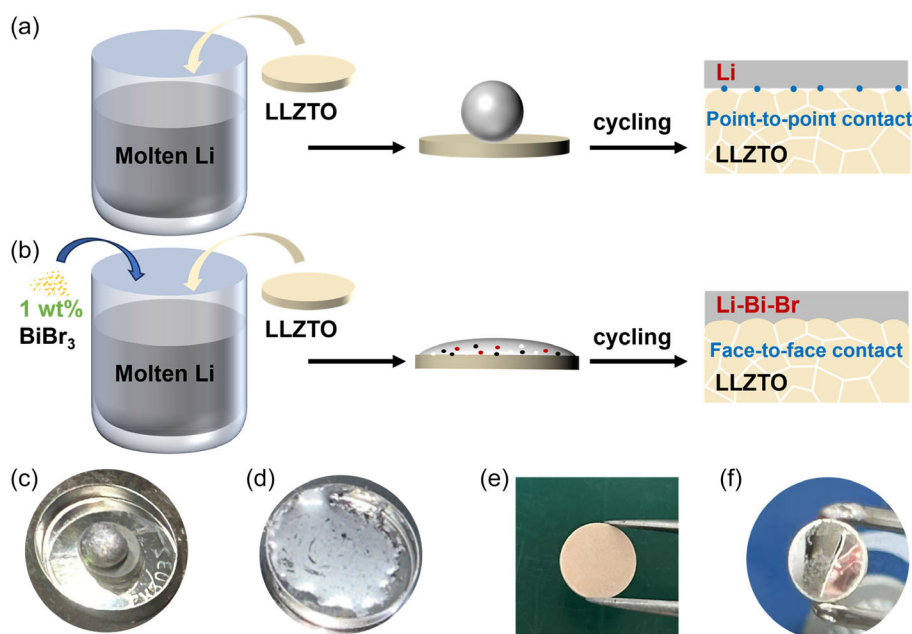 (a)
LLZTO
Molten Li
cycling
Li
Point-to-point contact
LLZTO
(b)
1 wt%
BiBr₃
LLZTO
Molten Li
cycling
Li-Bi-Br
Face-to-face contact
LLZTO
(c)
(d)
(e)
(f)